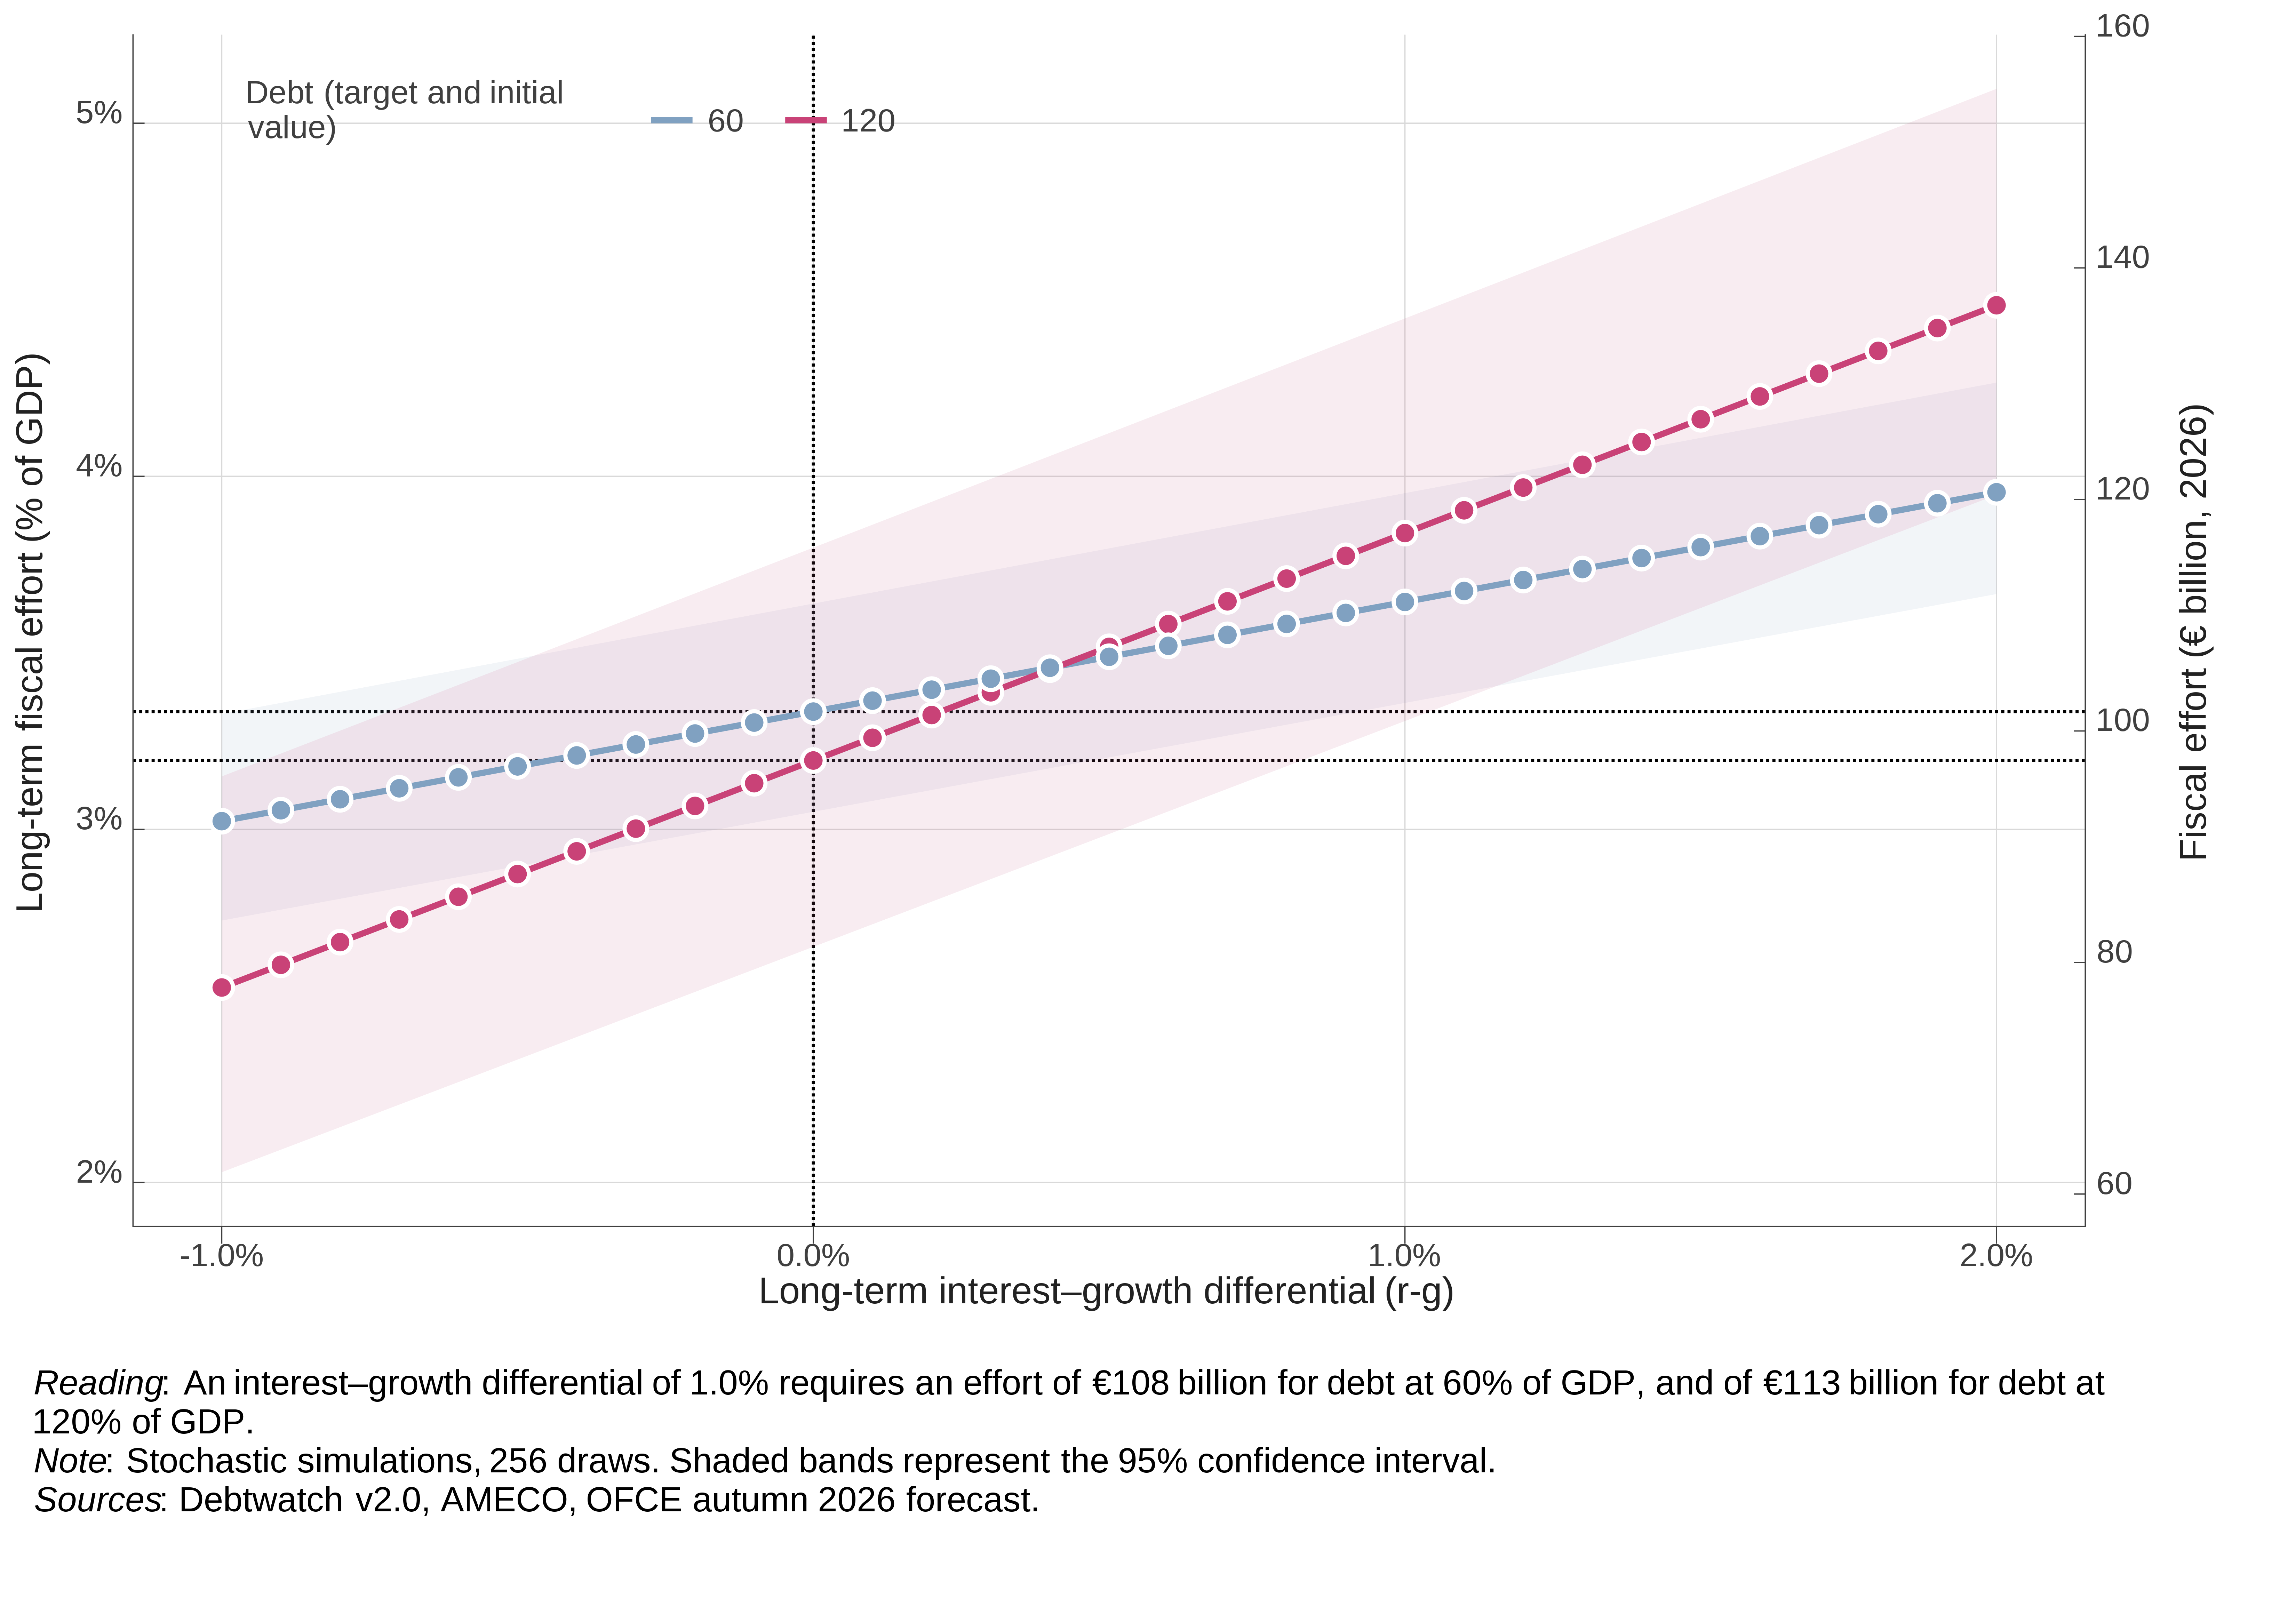 160
Debt (target and initial
value)
60
120
5%
140
4%
120
100
3%
80
2%
60
Long-term fiscal effort (% of GDP)
Fiscal effort (€ billion, 2026)
-1.0%
0.0%
1.0%
2.0%
Long-term interest–growth differential (r-g)
Reading: An interest–growth differential of 1.0% requires an effort of €108 billion for debt at 60% of GDP, and of €113 billion for debt at
120% of GDP.
Note: Stochastic simulations, 256 draws. Shaded bands represent the 95% confidence interval.
Sources: Debtwatch v2.0, AMECO, OFCE autumn 2026 forecast.